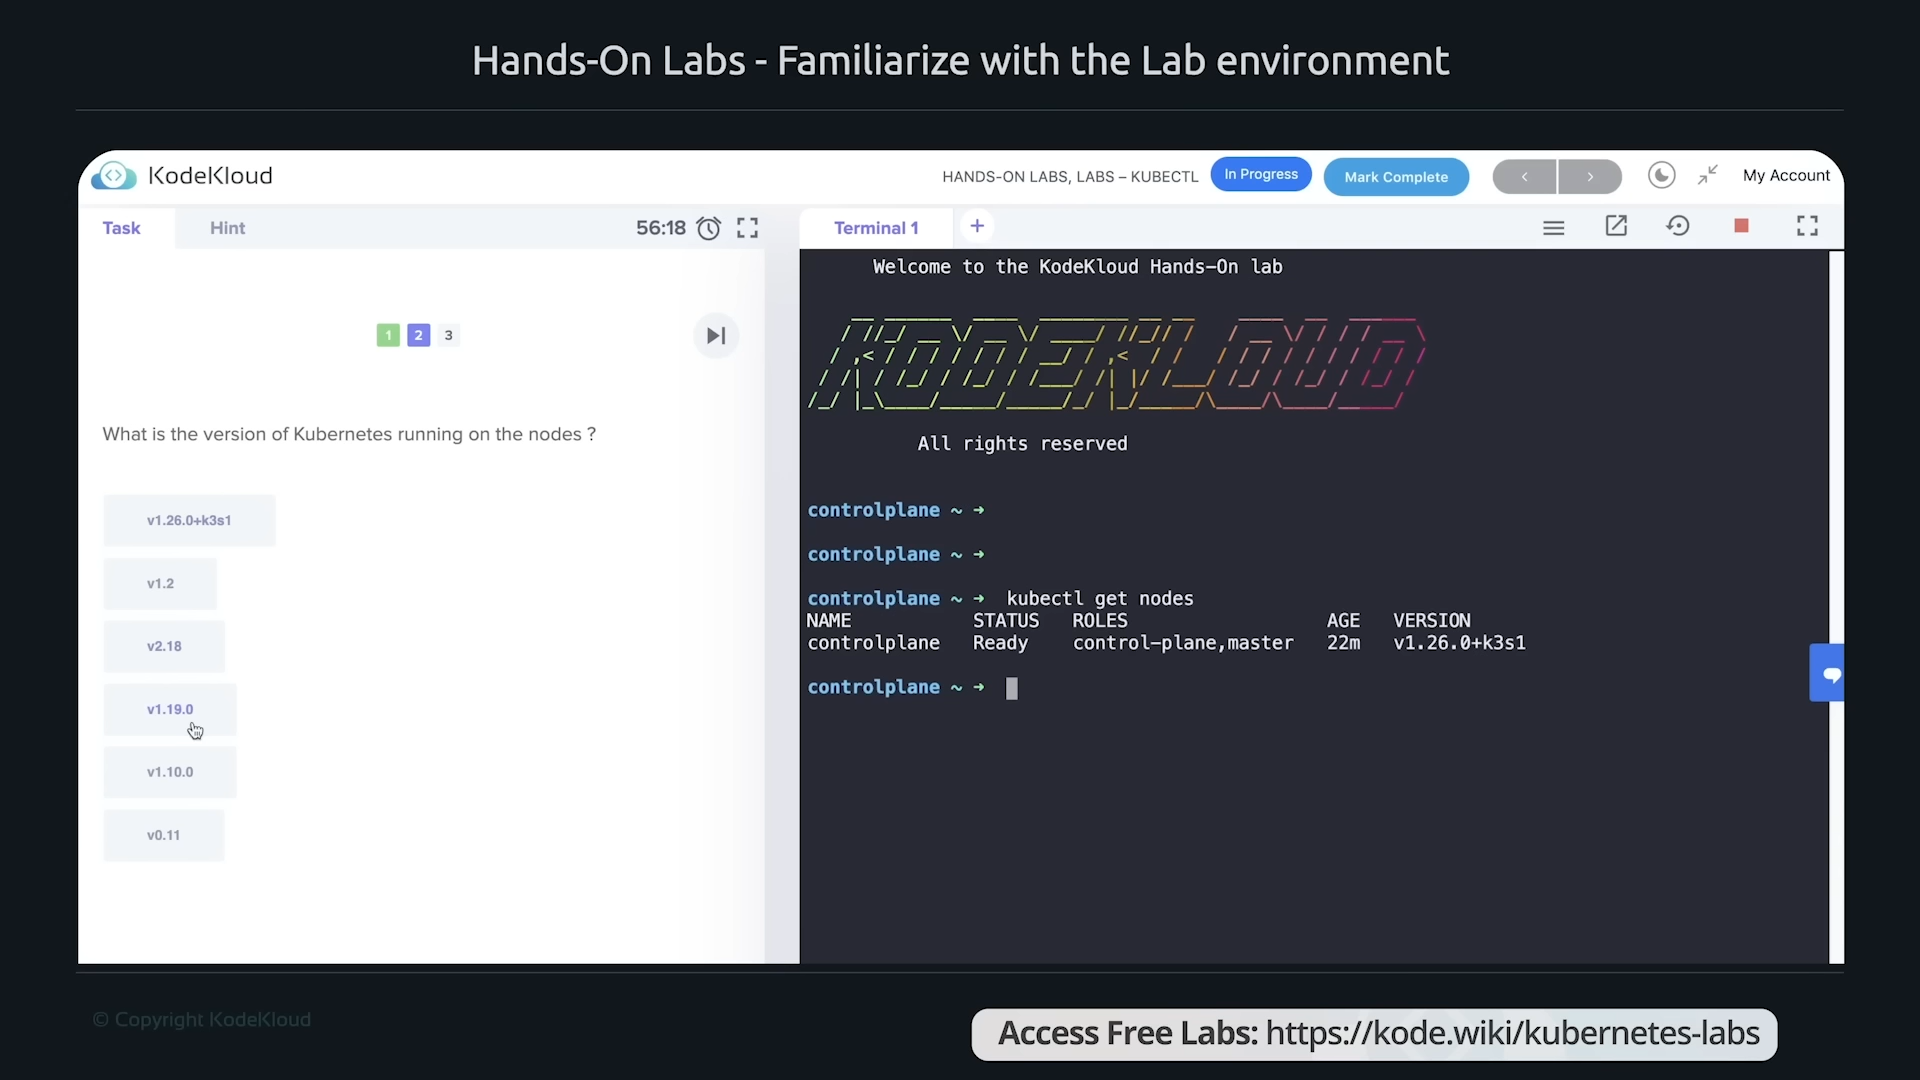 Hands-On Labs - Familiarize with the Lab environment
KodeKloud
HANDS-ON LABS, LABS – KUBECTL
In Progress
Mark Complete
My Account
Task
Hint
56:18
Terminal 1
+
1 2 3
What is the version of Kubernetes running on the nodes ?
v1.26.0+k3s1
v1.2
v2.18
v1.19.0
v1.10.0
v0.11
Welcome to the KodeKloud Hands-On lab
KODEKLOUD
All rights reserved
controlplane ~ ➜
controlplane ~ ➜
controlplane ~ ➜ kubectl get nodes
NAME STATUS ROLES AGE VERSION
controlplane Ready control-plane,master 22m v1.26.0+k3s1
controlplane ~ ➜
© Copyright KodeKloud
Access Free Labs: https://kode.wiki/kubernetes-labs